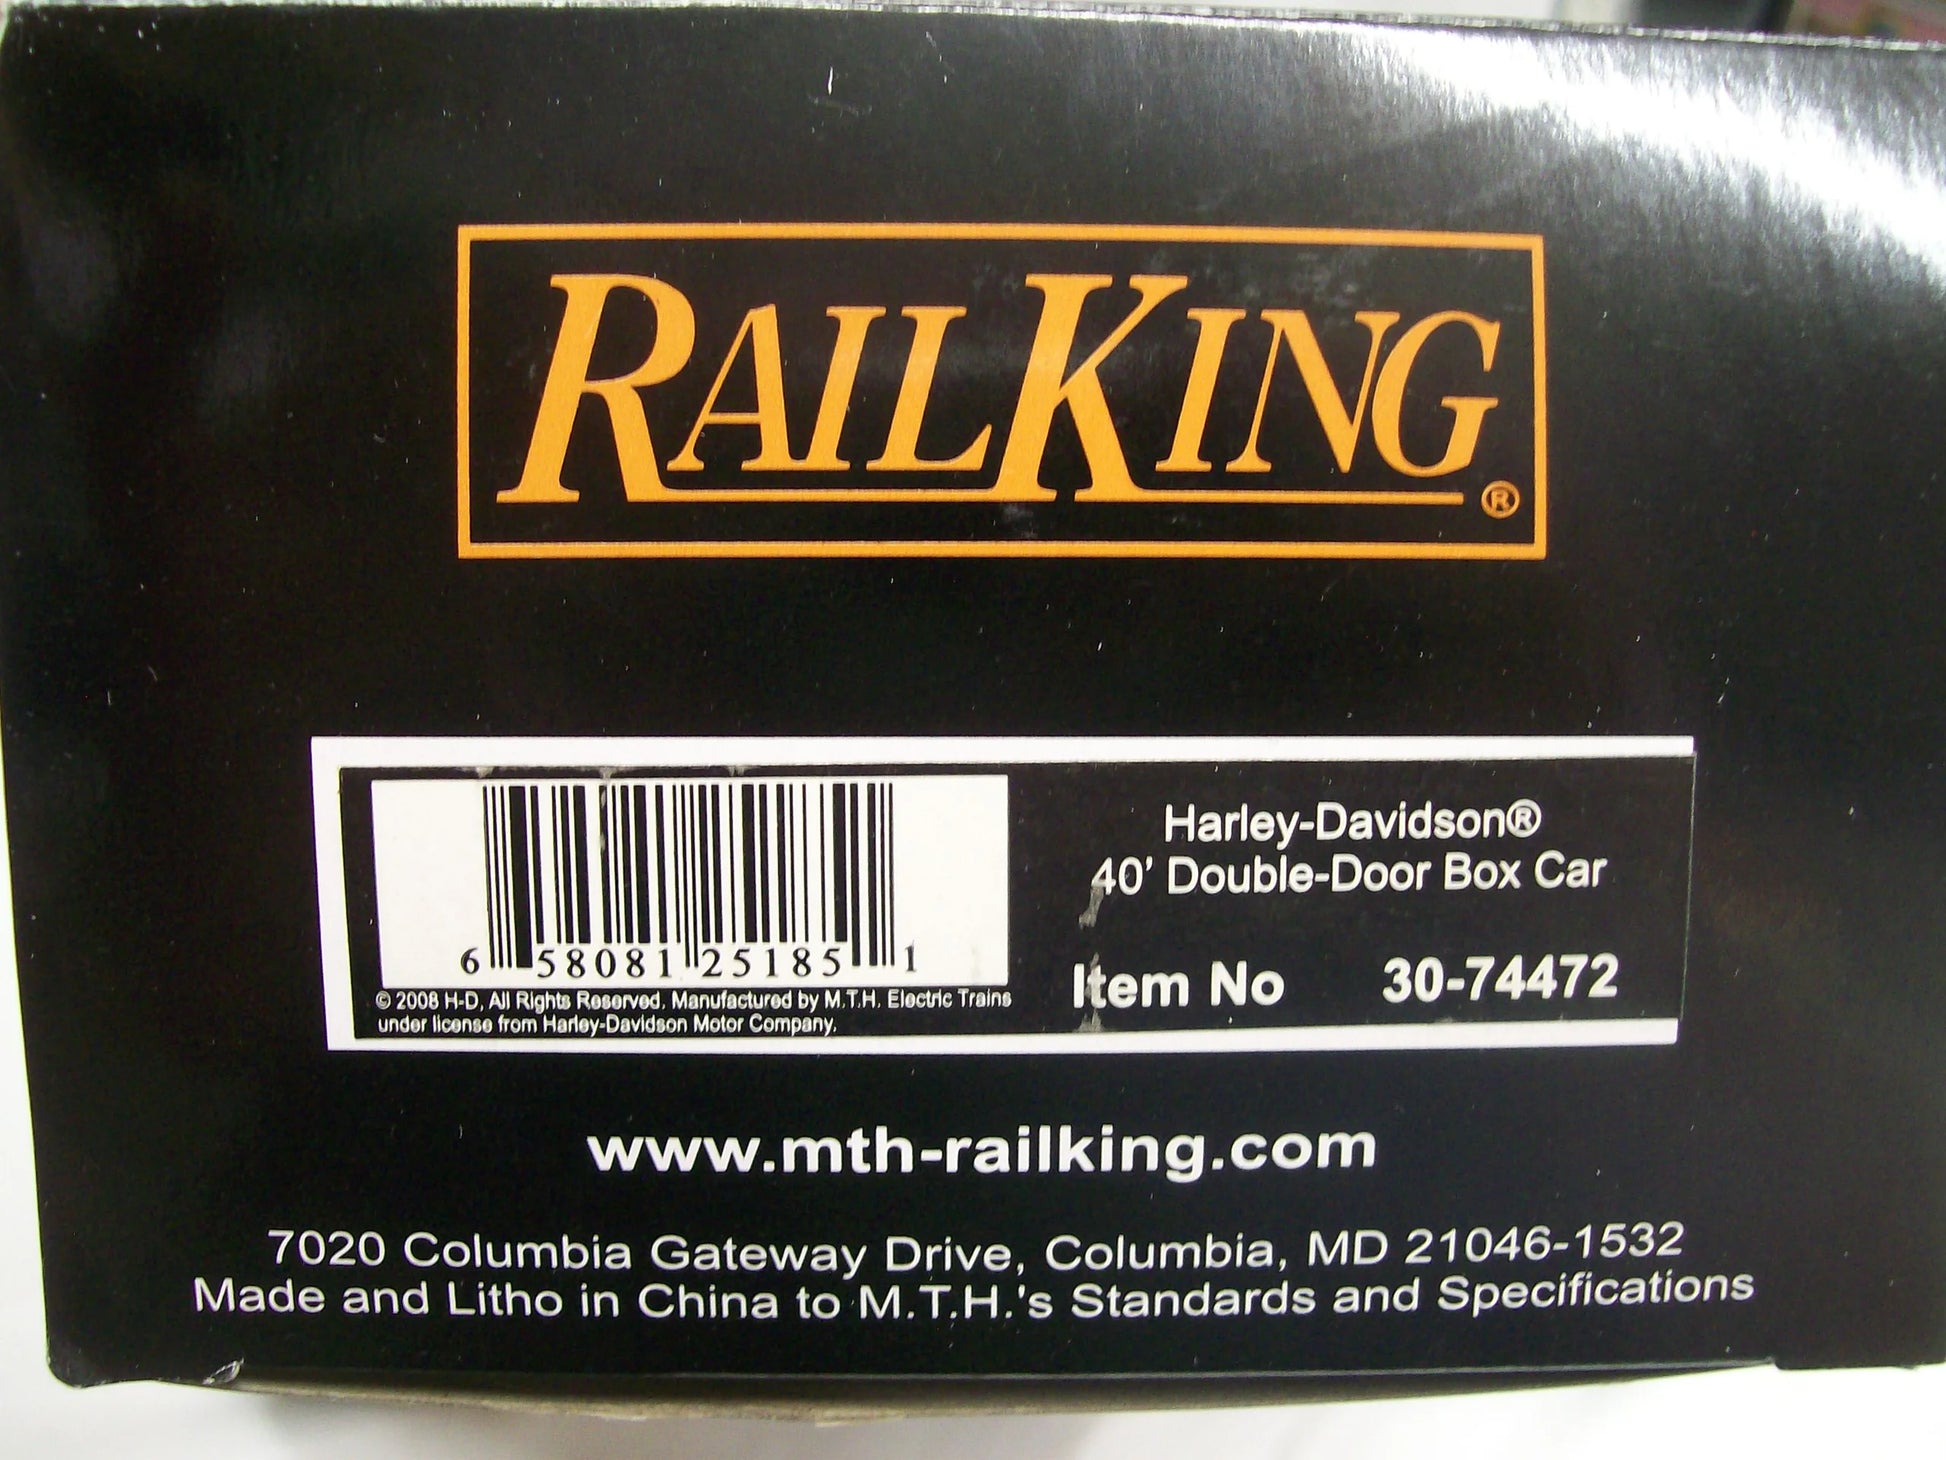 RAILKING®
Harley-Davidson®
40' Double-Door Box Car
Item No 30-74472
6 58081 25185 1
© 2008 H-D, All Rights Reserved. Manufactured by M.T.H. Electric Trains
under license from Harley-Davidson Motor Company.
www.mth-railking.com
7020 Columbia Gateway Drive, Columbia, MD 21046-1532
Made and Litho in China to M.T.H.'s Standards and Specifications